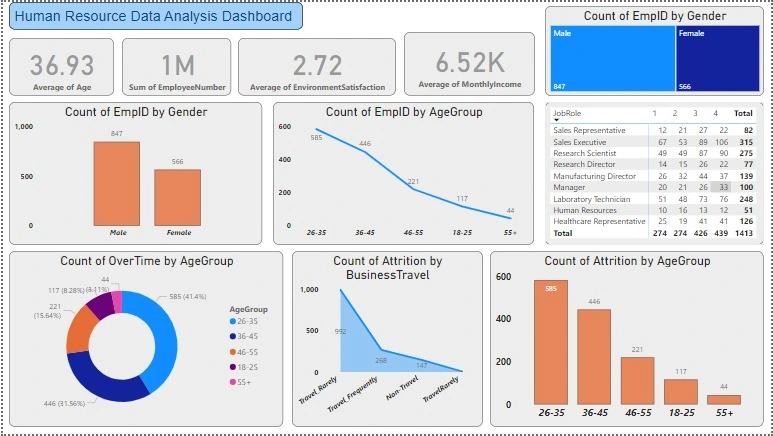 Human Resource Data Analysis Dashboard
36.93
Average of Age
1M
Sum of EmployeeNumber
2.72
Average of EnvironmentSatisfaction
6.52K
Average of MonthlyIncome
Count of EmpID by Gender
Male
Female
847
566
Count of EmpID by Gender
1,000
500
0
847
566
Male
Female
Count of EmpID by AgeGroup
600
400
200
0
585
446
221
117
44
26-35
36-45
46-55
18-25
55+
JobRole 1 2 3 4 Total
Sales Representative 12 21 27 22 82
Sales Executive 67 53 89 106 315
Research Scientist 49 49 87 90 275
Research Director 14 15 26 22 77
Manufacturing Director 26 32 44 37 139
Manager 20 21 26 33 100
Laboratory Technician 51 48 73 76 248
Human Resources 10 16 13 12 51
Healthcare Representative 25 19 41 41 126
Total 274 274 426 439 1413
Count of OverTime by AgeGroup
44
(3.11%)
117 (8.28%)
221
(15.64%)
585 (41.4%)
446 (31.56%)
AgeGroup
26-35
36-45
46-55
18-25
55+
Count of Attrition by
BusinessTravel
1,000
500
0
992
268
147
Travel_Rarely
Travel_Frequently
Non-Travel
TravelRarely
Count of Attrition by AgeGroup
600
400
200
0
585
446
221
117
44
26-35
36-45
46-55
18-25
55+